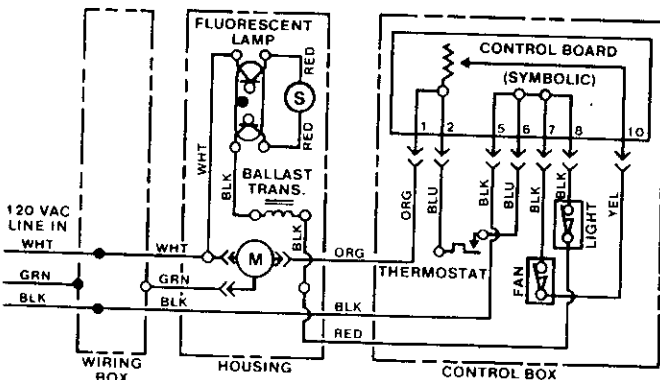 FLUORESCENT
LAMP
RED
S
RED
WHT
BLK
BALLAST
TRANS.
BLK
120 VAC
LINE IN
WHT
WHT
M
ORG
GRN
GRN
BLK
BLK
BLK
RED
WIRING
BOX
HOUSING
CONTROL BOARD
(SYMBOLIC)
1 2 5 6 7 8 10
ORG
BLU
BLK
BLU
BLK
BLK
LIGHT
YEL
THERMOSTAT
FAN
CONTROL BOX